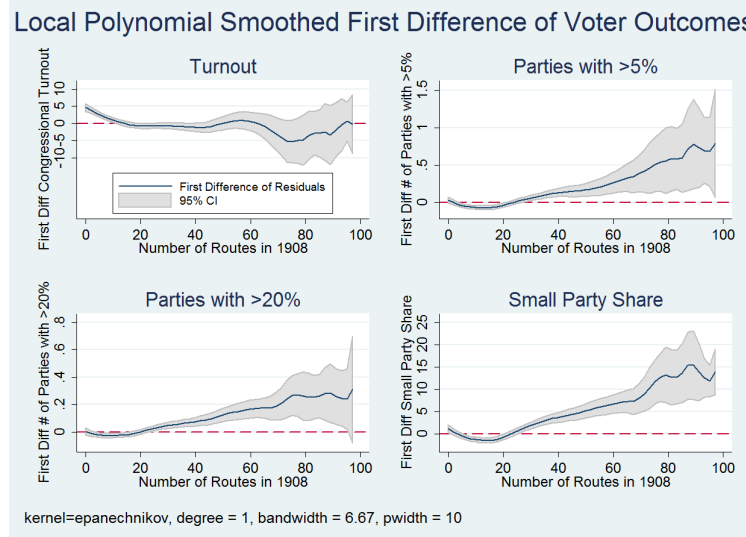 Local Polynomial Smoothed First Difference of Voter Outcomes
Turnout
First Diff Congressional Turnout
10
5
0
-5
-10
First Difference of Residuals
95% CI
0 20 40 60 80 100
Number of Routes in 1908
Parties with >5%
First Diff # of Parties with >5%
1.5
1
.5
0
0 20 40 60 80 100
Number of Routes in 1908
Parties with >20%
First Diff # of Parties with >20%
.8
.6
.4
.2
0
0 20 40 60 80 100
Number of Routes in 1908
Small Party Share
First Diff Small Party Share
25
20
15
10
5
0
0 20 40 60 80 100
Number of Routes in 1908
kernel=epanechnikov, degree = 1, bandwidth = 6.67, pwidth = 10